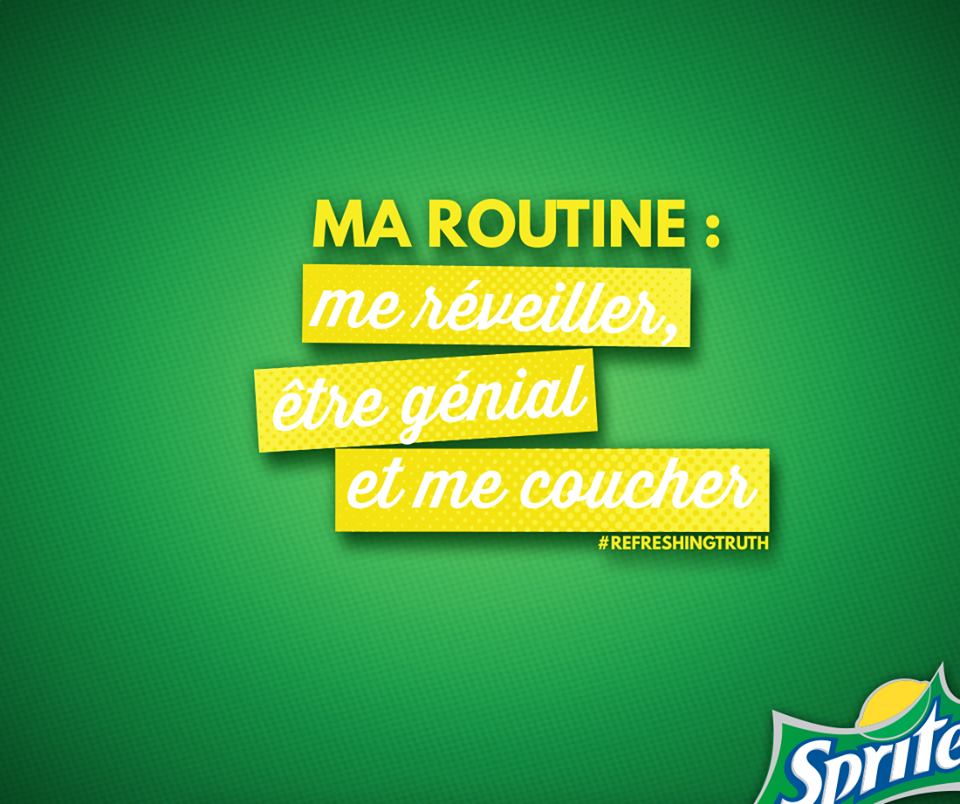 MA ROUTINE :
me réveiller,
être génial
et me coucher
#REFRESHINGTRUTH
Sprite